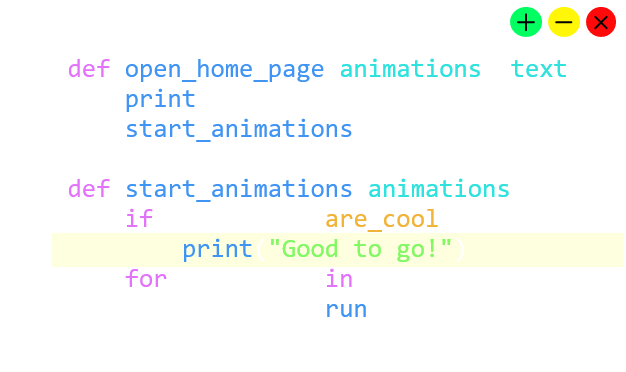 def open_home_page animations text
print
start_animations
def start_animations animations
if are_cool
print("Good to go!")
for in
run